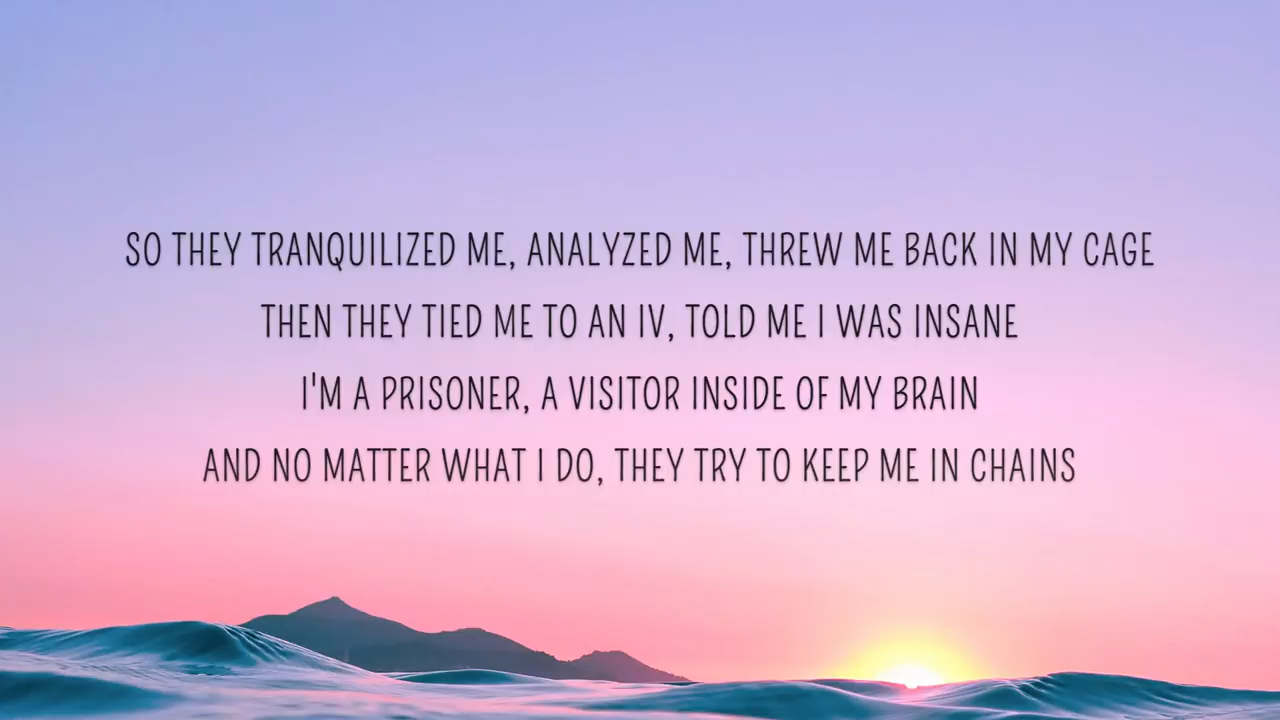 SO THEY TRANQUILIZED ME, ANALYZED ME, THREW ME BACK IN MY CAGE
THEN THEY TIED ME TO AN IV, TOLD ME I WAS INSANE
I'M A PRISONER, A VISITOR INSIDE OF MY BRAIN
AND NO MATTER WHAT I DO, THEY TRY TO KEEP ME IN CHAINS